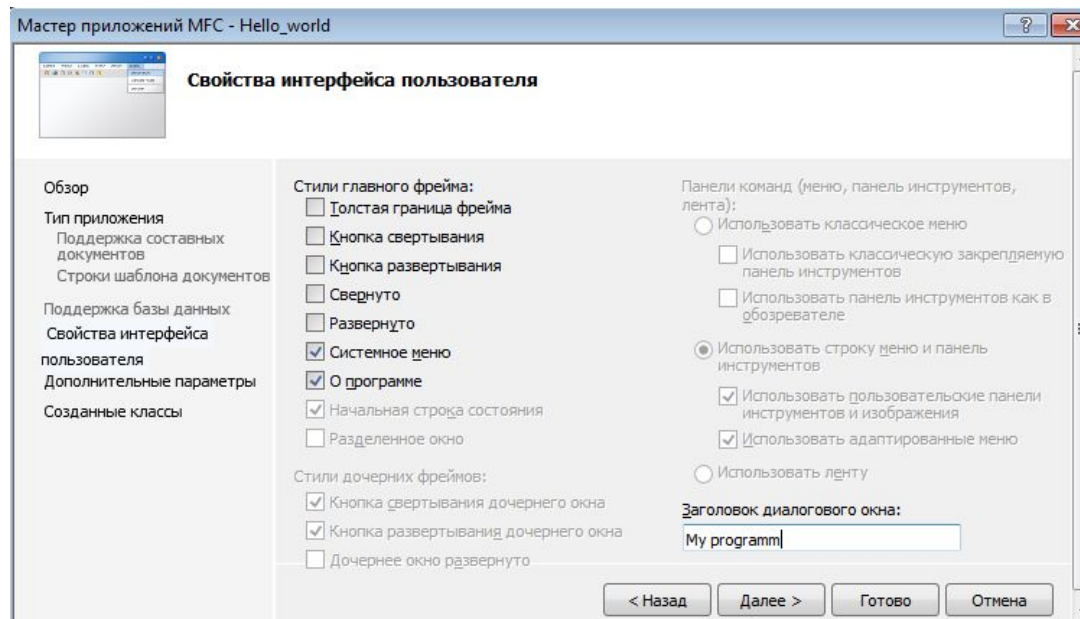 Мастер приложений MFC - Hello_world
Свойства интерфейса пользователя
Обзор
Тип приложения
Поддержка составных
документов
Строки шаблона документов
Поддержка базы данных
Свойства интерфейса
пользователя
Дополнительные параметры
Созданные классы
Стили главного фрейма:
Толстая граница фрейма
Кнопка свертывания
Кнопка развертывания
Свернуто
Развернуто
Системное меню
О программе
Начальная строка состояния
Разделенное окно
Стили дочерних фреймов:
Кнопка свертывания дочернего окна
Кнопка развертывания дочернего окна
Дочернее окно развернуто
Панели команд (меню, панель инструментов,
лента):
Использовать классическое меню
Использовать классическую закрепляемую
панель инструментов
Использовать панель инструментов как в
обозревателе
Использовать строку меню и панель
инструментов
Использовать пользовательские панели
инструментов и изображения
Использовать адаптированные меню
Использовать ленту
Заголовок диалогового окна:
My programm
< Назад
Далее >
Готово
Отмена